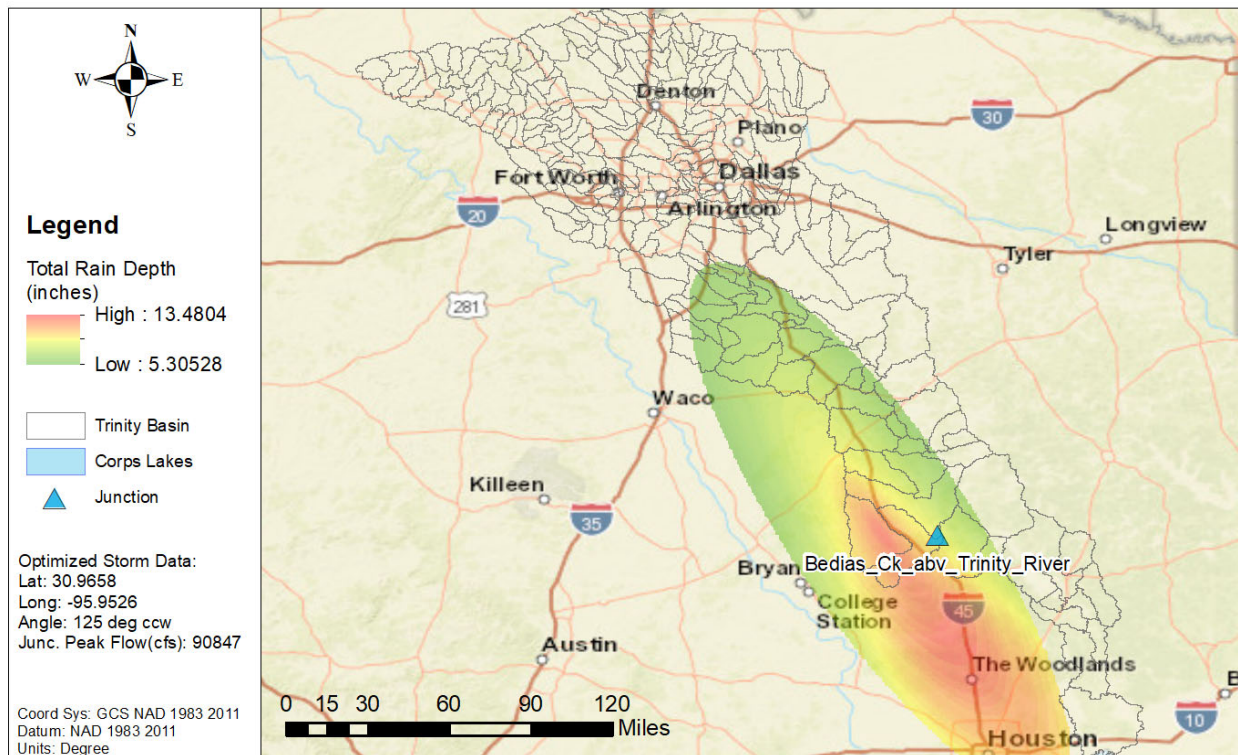 N
W E
S
Legend
Total Rain Depth
(inches)
High : 13.4804
Low : 5.30528
Trinity Basin
Corps Lakes
Junction
Optimized Storm Data:
Lat: 30.9658
Long: -95.9526
Angle: 125 deg ccw
Junc. Peak Flow(cfs): 90847
Coord Sys: GCS NAD 1983 2011
Datum: NAD 1983 2011
Units: Degree
Denton
Plano
30
Fort Worth
Dallas
Arlington
20
Longview
Tyler
281
Waco
Killeen
35
Bedias_Ck_abv_Trinity_River
Bryan
College
Station
45
Austin
The Woodlands
B
10
Houston
0 15 30 60 90 120
Miles